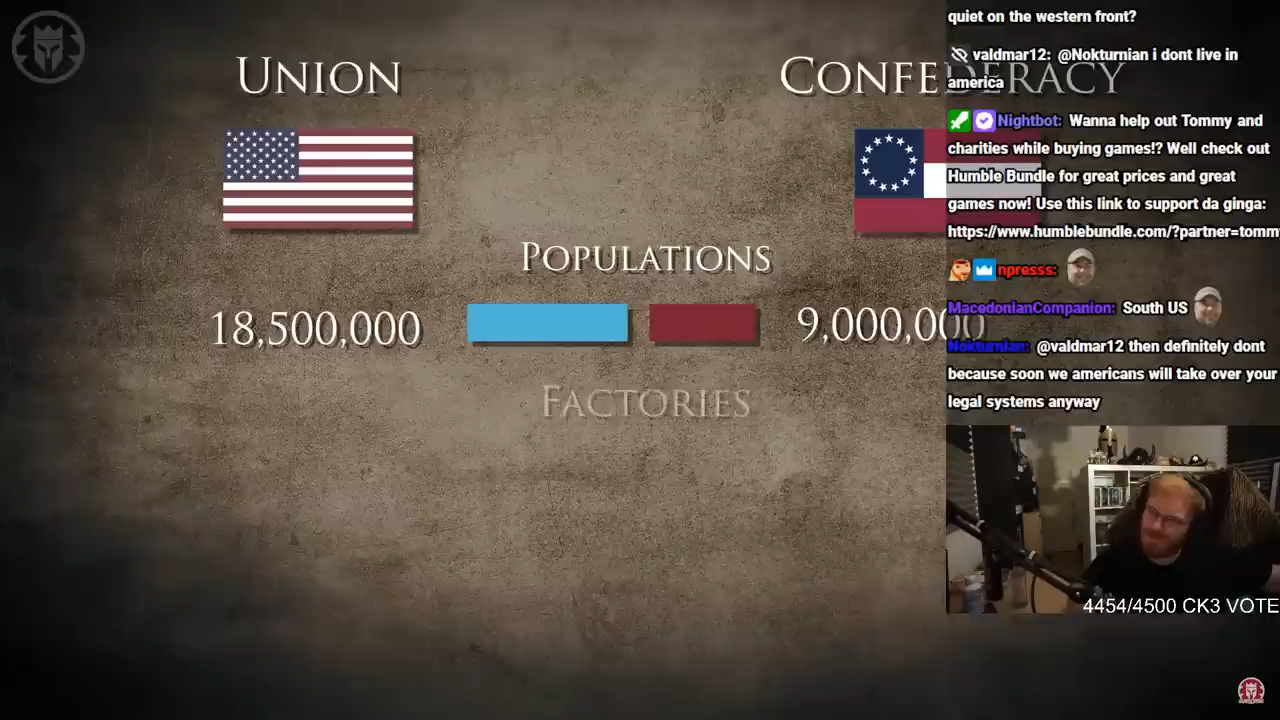 UNION
CONFEDERACY
POPULATIONS
18,500,000
9,000,000
FACTORIES
quiet on the western front?
valdmar12: @Nokturnian i dont live in
america
Nightbot: Wanna help out Tommy and
charities while buying games!? Well check out
Humble Bundle for great prices and great
games now! Use this link to support da ginga:
https://www.humblebundle.com/?partner=tommy
npresss:
MacedonianCompanion: South US
Nokturnian: @valdmar12 then definitely dont
because soon we americans will take over your
legal systems anyway
4454/4500 CK3 VOTE